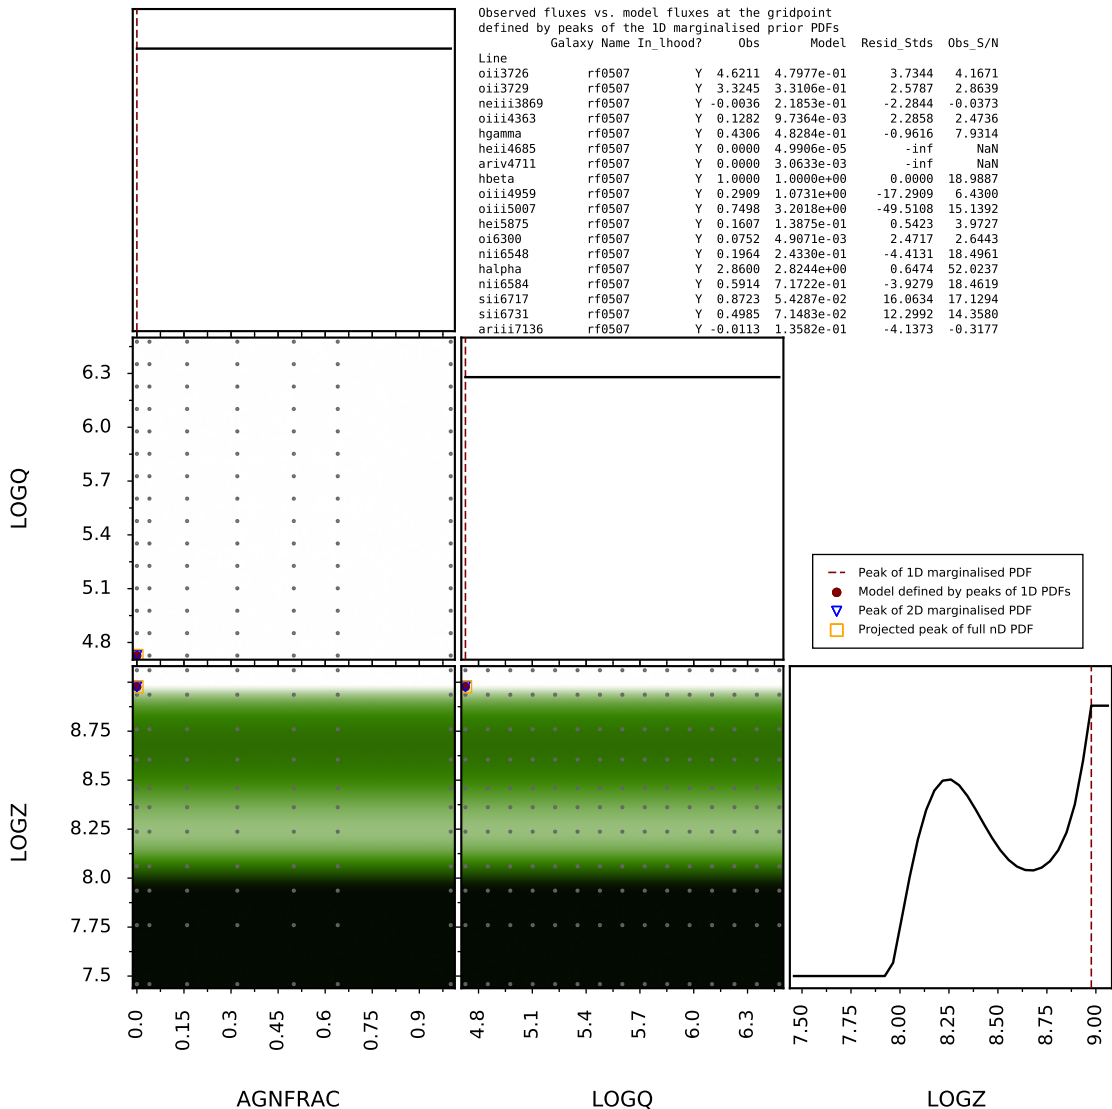 Observed fluxes vs. model fluxes at the gridpoint
defined by peaks of the 1D marginalised prior PDFs
Galaxy Name In_lhood? Obs Model Resid_Stds Obs_S/N
Line
oii3726 rf0507 Y 4.6211 4.7977e-01 3.7344 4.1671
oii3729 rf0507 Y 3.3245 3.3106e-01 2.5787 2.8639
neiii3869 rf0507 Y -0.0036 2.1853e-01 -2.2844 -0.0373
oiii4363 rf0507 Y 0.1282 9.7364e-03 2.2858 2.4736
hgamma rf0507 Y 0.4306 4.8284e-01 -0.9616 7.9314
heii4685 rf0507 Y 0.0000 4.9906e-05 -inf NaN
ariv4711 rf0507 Y 0.0000 3.0633e-03 -inf NaN
hbeta rf0507 Y 1.0000 1.0000e+00 0.0000 18.9887
oiii4959 rf0507 Y 0.2909 1.0731e+00 -17.2909 6.4300
oiii5007 rf0507 Y 0.7498 3.2018e+00 -49.5108 15.1392
hei5875 rf0507 Y 0.1607 1.3875e-01 0.5423 3.9727
oi6300 rf0507 Y 0.0752 4.9071e-03 2.4717 2.6443
nii6548 rf0507 Y 0.1964 2.4330e-01 -4.4131 18.4961
halpha rf0507 Y 2.8600 2.8244e+00 0.6474 52.0237
nii6584 rf0507 Y 0.5914 7.1722e-01 -3.9279 18.4619
sii6717 rf0507 Y 0.8723 5.4287e-02 16.0634 17.1294
sii6731 rf0507 Y 0.4985 7.1483e-02 12.2992 14.3580
ariii7136 rf0507 Y -0.0113 1.3582e-01 -4.1373 -0.3177
6.3
6.0
5.7
5.4
5.1
4.8
LOGQ
Peak of 1D marginalised PDF
Model defined by peaks of 1D PDFs
Peak of 2D marginalised PDF
Projected peak of full nD PDF
8.75
8.5
8.25
8.0
7.75
7.5
LOGZ
0.0 0.15 0.3 0.45 0.6 0.75 0.9
4.8 5.1 5.4 5.7 6.0 6.3
7.50 7.75 8.00 8.25 8.50 8.75 9.00
AGNFRAC LOGQ LOGZ